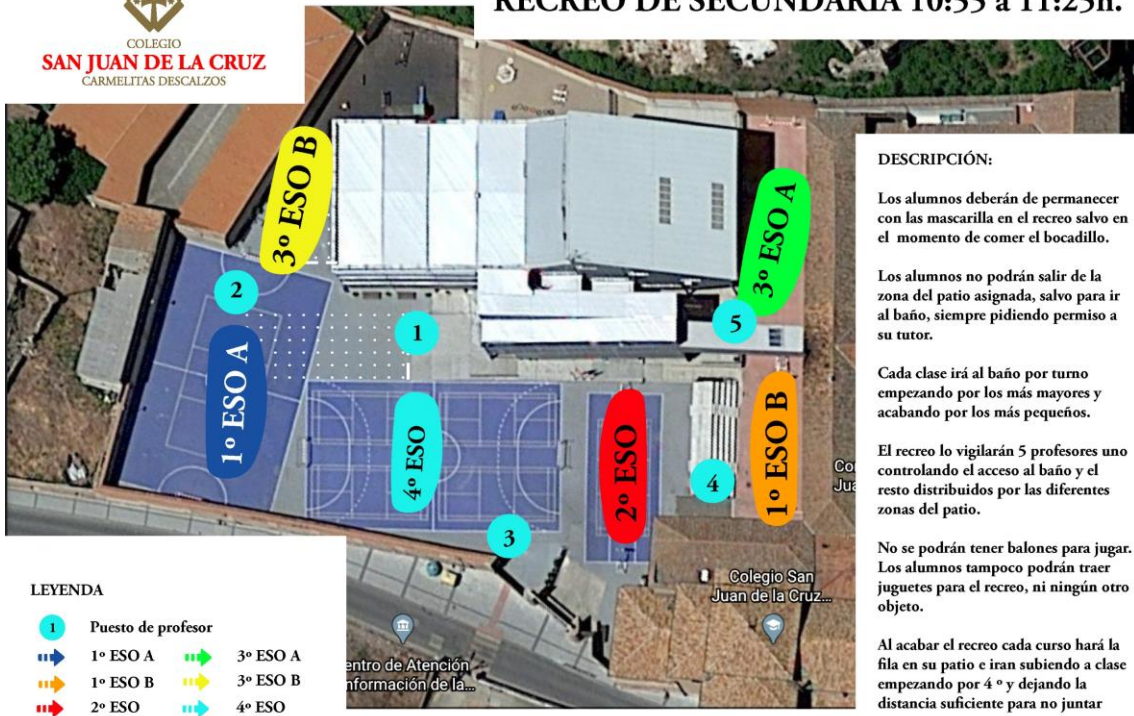 RECREO DE SECUNDARIA 10:55 a 11:25h.
COLEGIO
SAN JUAN DE LA CRUZ
CARMELITAS DESCALZOS
3º ESO B
3º ESO A
2
1
5
1º ESO A
4º ESO
2º ESO
1º ESO B
4
3
Colegio San
Juan de la Cruz...
entro de Atención
nformación de la...
Co
Jua
DESCRIPCIÓN:
Los alumnos deberán de permanecer
con las mascarilla en el recreo salvo en
el momento de comer el bocadillo.
Los alumnos no podrán salir de la
zona del patio asignada, salvo para ir
al baño, siempre pidiendo permiso a
su tutor.
Cada clase irá al baño por turno
empezando por los más mayores y
acabando por los más pequeños.
El recreo lo vigilarán 5 profesores uno
controlando el acceso al baño y el
resto distribuidos por las diferentes
zonas del patio.
No se podrán tener balones para jugar.
Los alumnos tampoco podrán traer
juguetes para el recreo, ni ningún otro
objeto.
Al acabar el recreo cada curso hará la
fila en su patio e iran subiendo a clase
empezando por 4 º y dejando la
distancia suficiente para no juntar
LEYENDA
1 Puesto de profesor
1º ESO A 3º ESO A
1º ESO B 3º ESO B
2º ESO 4º ESO